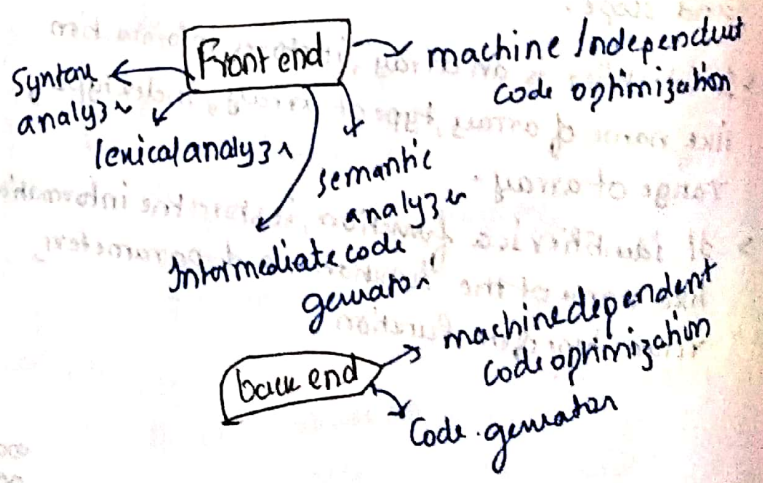 Front end
machine Independent
code optimization
Syntax
analyzer
lexical analyzer
semantic
analyzer
Intermediate code
generator
back end
machine dependent
code optimization
Code generator